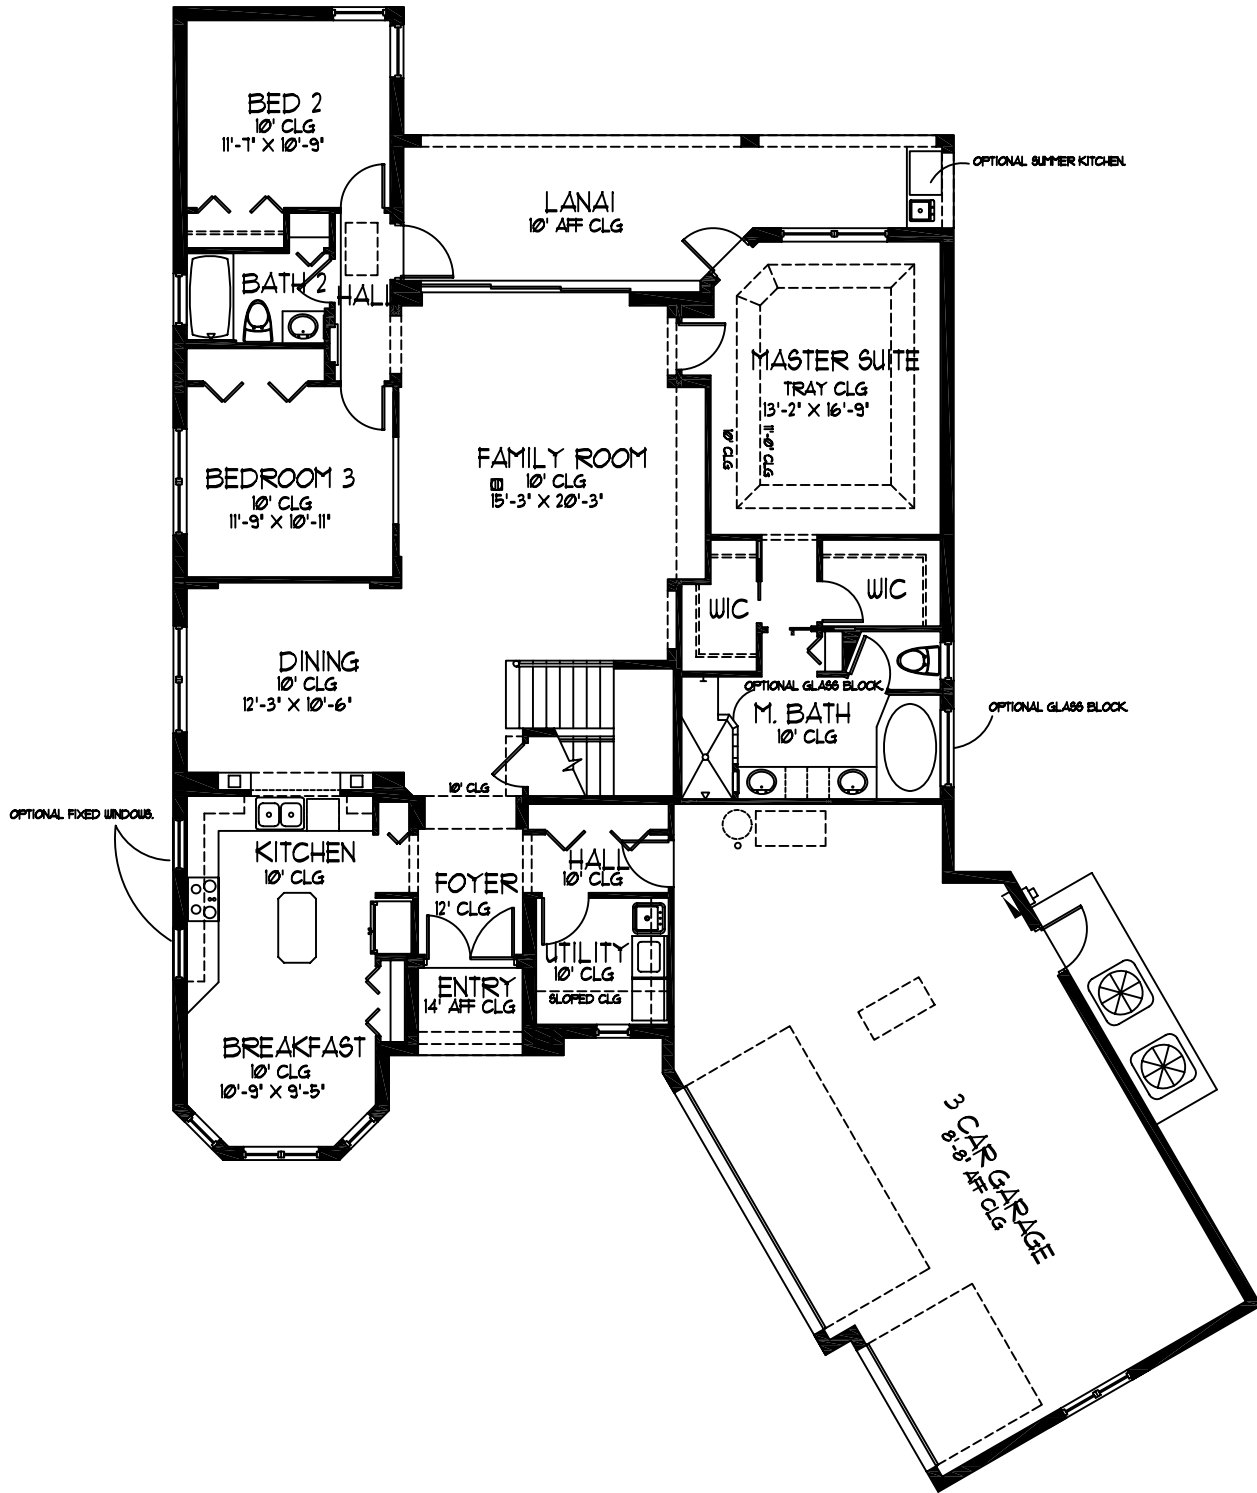 BED 2
10' CLG
11'-7" X 10'-9"
OPTIONAL SUMMER KITCHEN.
LANAI
10' AFF CLG
BATH 2
HALL
MASTER SUITE
TRAY CLG
13'-2" X 16'-9"
10' CLG
11'-0" CLG
FAMILY ROOM
10' CLG
15'-3" X 20'-3"
BEDROOM 3
10' CLG
11'-9" X 10'-11"
WIC
WIC
DINING
10' CLG
12'-3" X 10'-6"
OPTIONAL GLASS BLOCK.
M. BATH
10' CLG
OPTIONAL GLASS BLOCK.
10' CLG
OPTIONAL FIXED WINDOWS.
KITCHEN
10' CLG
HALL
10' CLG
FOYER
12' CLG
UTILITY
10' CLG
SLOPED CLG
ENTRY
14' AFF CLG
BREAKFAST
10' CLG
10'-9" X 9'-5"
3 CAR GARAGE
8'-8" AFF CLG